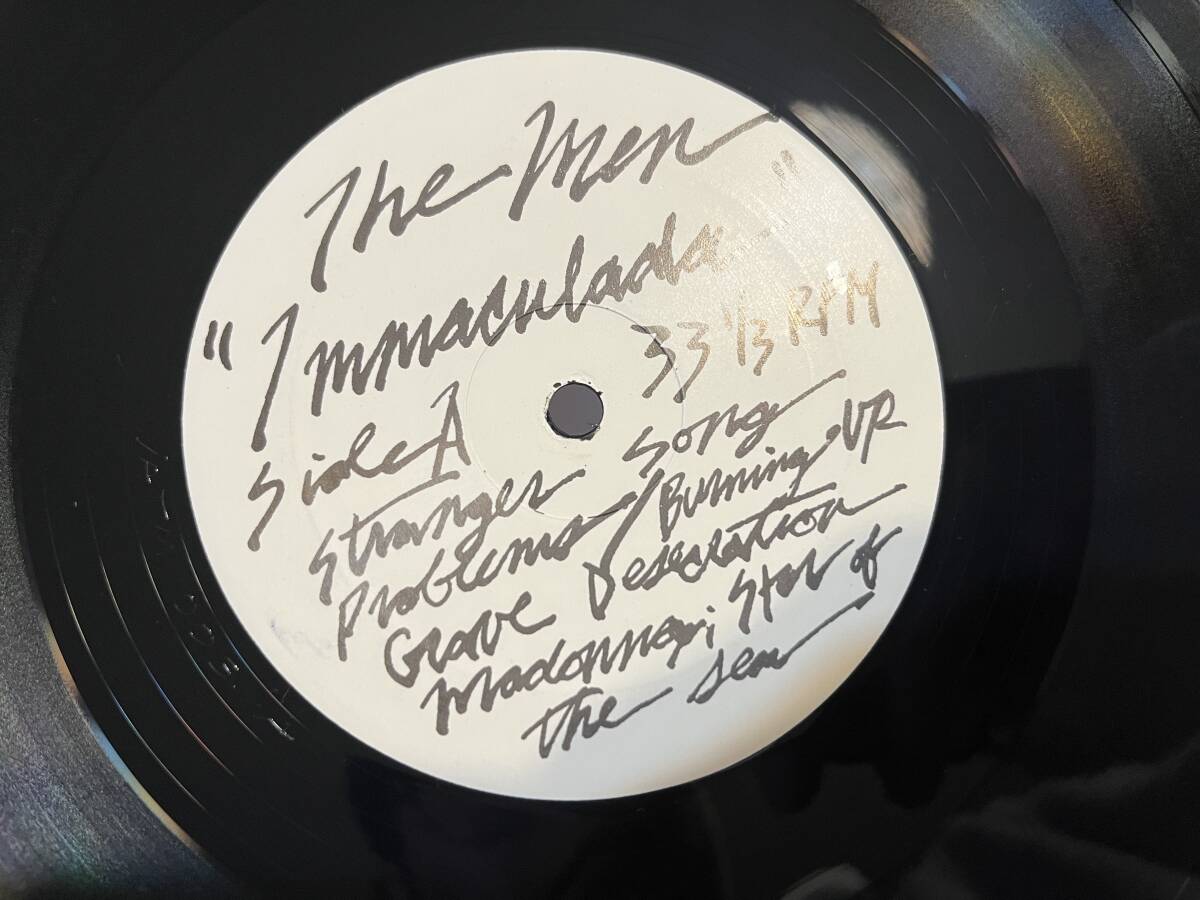 The Men
"Immaculada"
Side A 33 1/3 RPM
Stranger Song
Problems/Burning UP
Grave Desecration
Madonna, Star of
the Sea